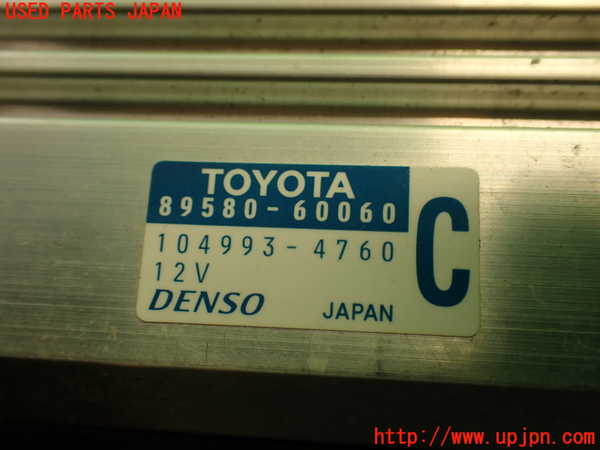 USED PARTS JAPAN
TOYOTA
89580-60060
104993-4760
12V
C
DENSO
JAPAN
http://www.upjpn.com/